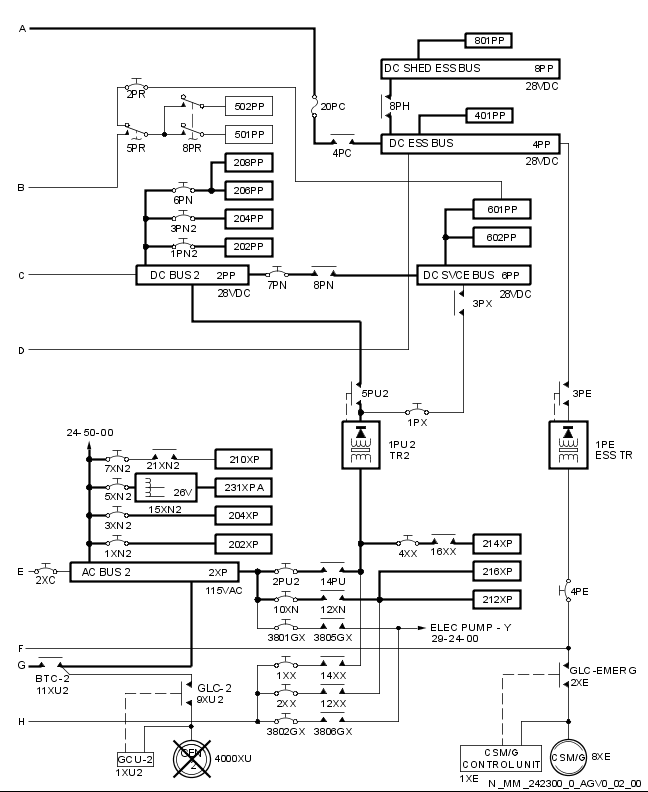 A
801PP
DC SHED ESS BUS 8PP
28VDC
2PR
502PP
20PC
8PH
401PP
501PP
5PR
8PR
4PC
DC ESS BUS 4PP
28VDC
208PP
B
6PN
206PP
601PP
3PN2
204PP
602PP
1PN2
202PP
C
DC BUS 2 2PP
28VDC
7PN
8PN
DC SVCE BUS 6PP
28VDC
3PX
D
5PU2
3PE
1PX
24-50-00
1PU2
TR2
1PE
ESS TR
7XN2
21XN2
210XP
5XN2
26V
231XPA
15XN2
3XN2
204XP
1XN2
202XP
4XX
16XX
214XP
E
2XC
AC BUS 2 2XP
115VAC
2PU2
14PU
216XP
10XN
12XN
212XP
4PE
3801GX
3805GX
ELEC PUMP - Y
29-24-00
F
G
BTC-2
11XU2
1XX
14XX
GLC-EMERG
2XE
GLC-2
9XU2
2XX
12XX
H
3802GX
3806GX
GCU-2
1XU2
GEN
2
4000XU
CSM/G
CONTROL UNIT
1XE
CSM/G
8XE
N_MM_242300_0_AGV0_02_00